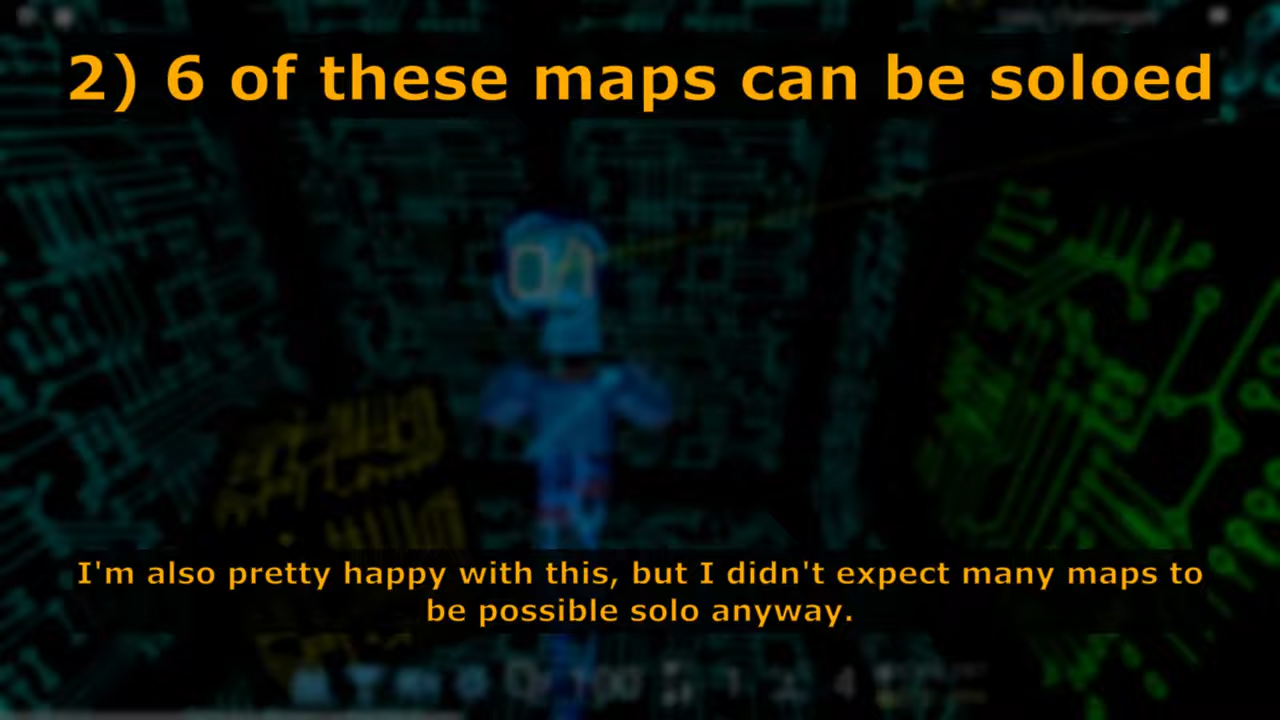 2) 6 of these maps can be soloed
I'm also pretty happy with this, but I didn't expect many maps to
be possible solo anyway.